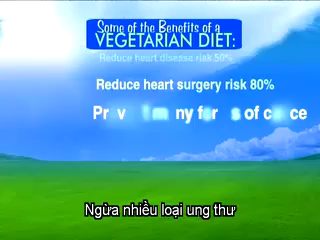 Some of the Benefits of a
VEGETARIAN DIET:
Reduce heart disease risk 50%
Reduce heart surgery risk 80%
of
Ngừa nhiều loại ung thư